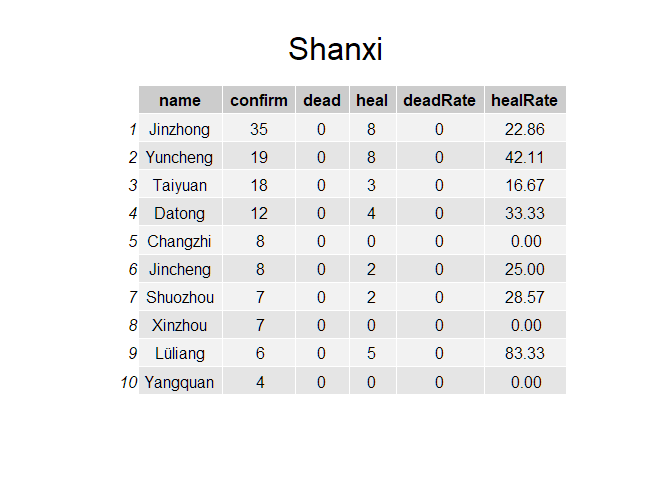 Shanxi
name confirm dead heal deadRate healRate
1 Jinzhong 35 0 8 0 22.86
2 Yuncheng 19 0 8 0 42.11
3 Taiyuan 18 0 3 0 16.67
4 Datong 12 0 4 0 33.33
5 Changzhi 8 0 0 0 0.00
6 Jincheng 8 0 2 0 25.00
7 Shuozhou 7 0 2 0 28.57
8 Xinzhou 7 0 0 0 0.00
9 Lüliang 6 0 5 0 83.33
10 Yangquan 4 0 0 0 0.00